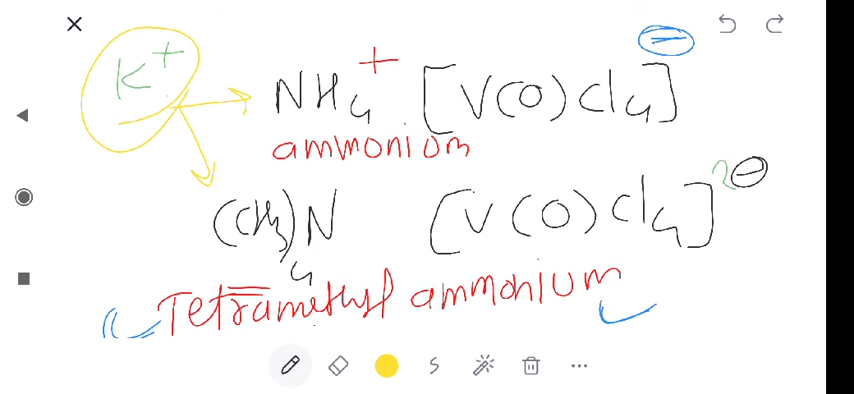 K+
NH4+ [V(O)Cl4]−
ammonium
(CH3)4N [V(O)Cl4]2−
Tetramethyl ammonium